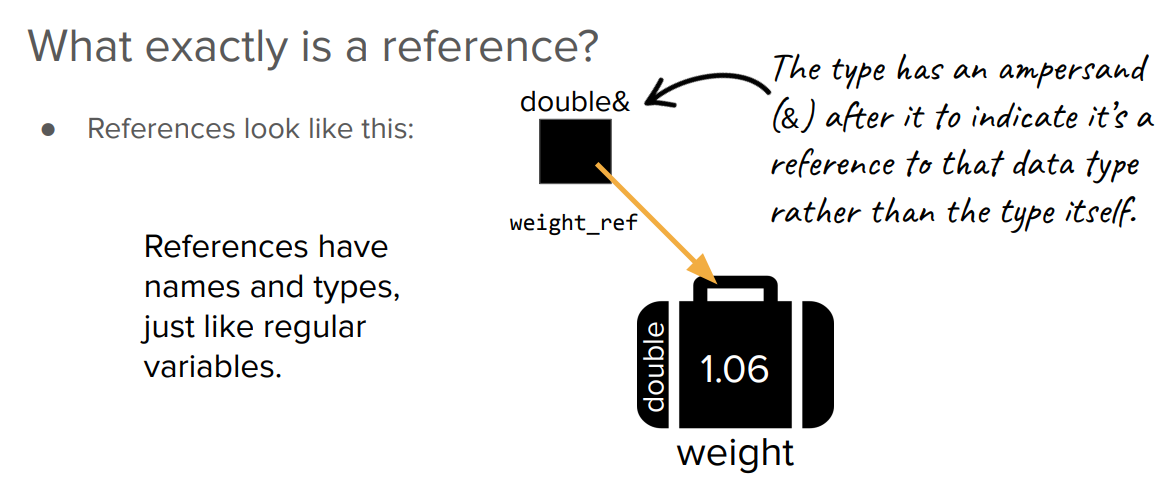 What exactly is a reference?
● References look like this:
References have
names and types,
just like regular
variables.
double&
weight_ref
The type has an ampersand
(&) after it to indicate it’s a
reference to that data type
rather than the type itself.
double
1.06
weight